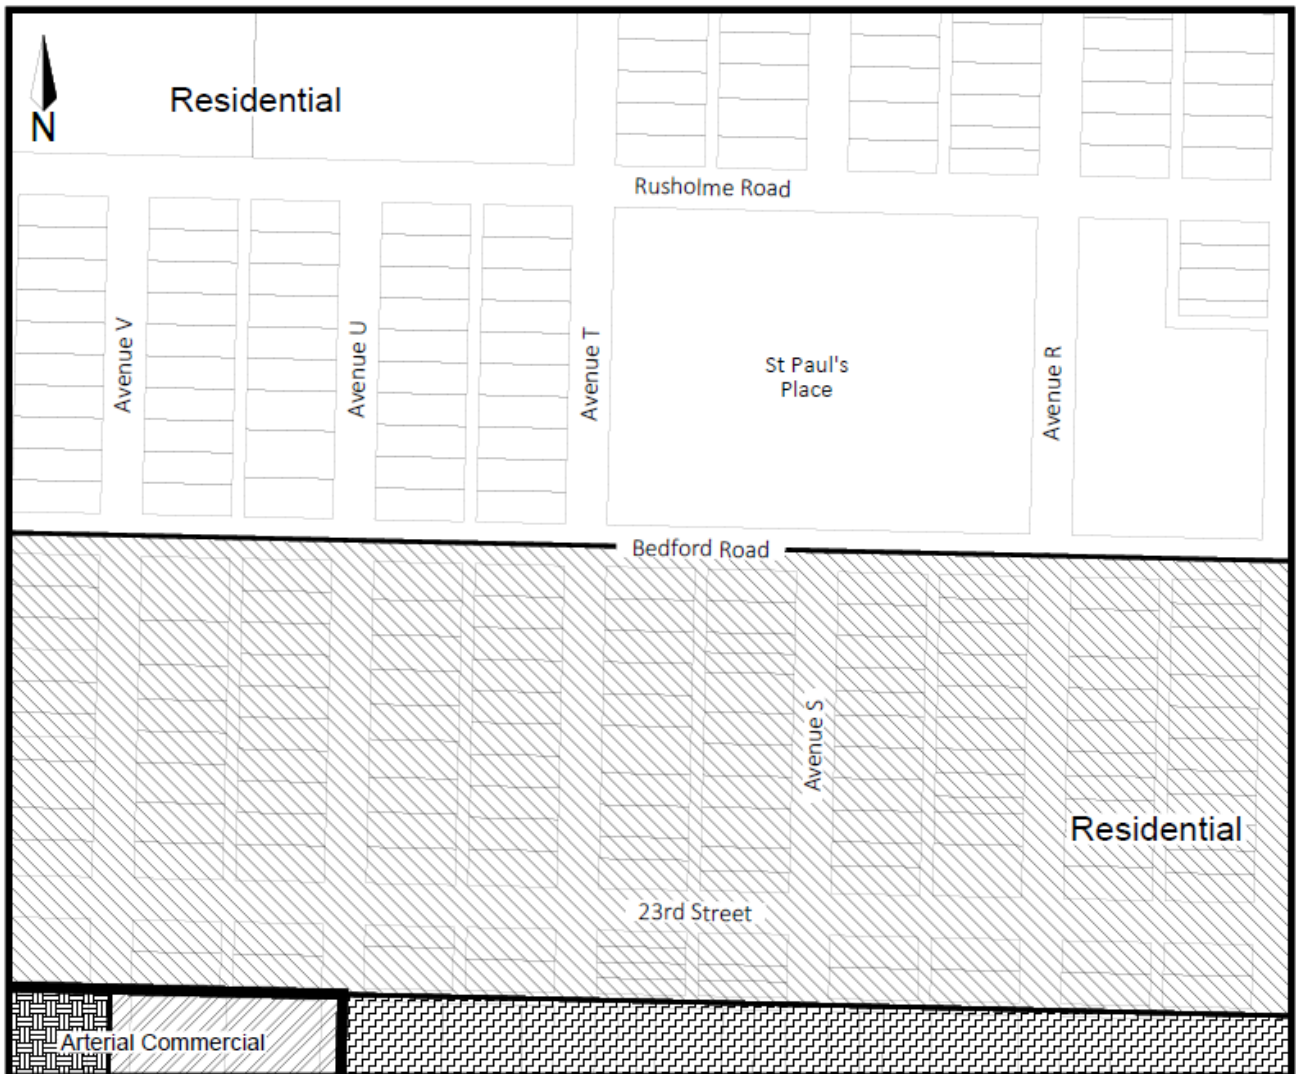 Residential
N
Rusholme Road
Avenue V
Avenue U
Avenue T
St Paul's
Place
Avenue R
Bedford Road
Avenue S
Residential
23rd Street
Arterial Commercial